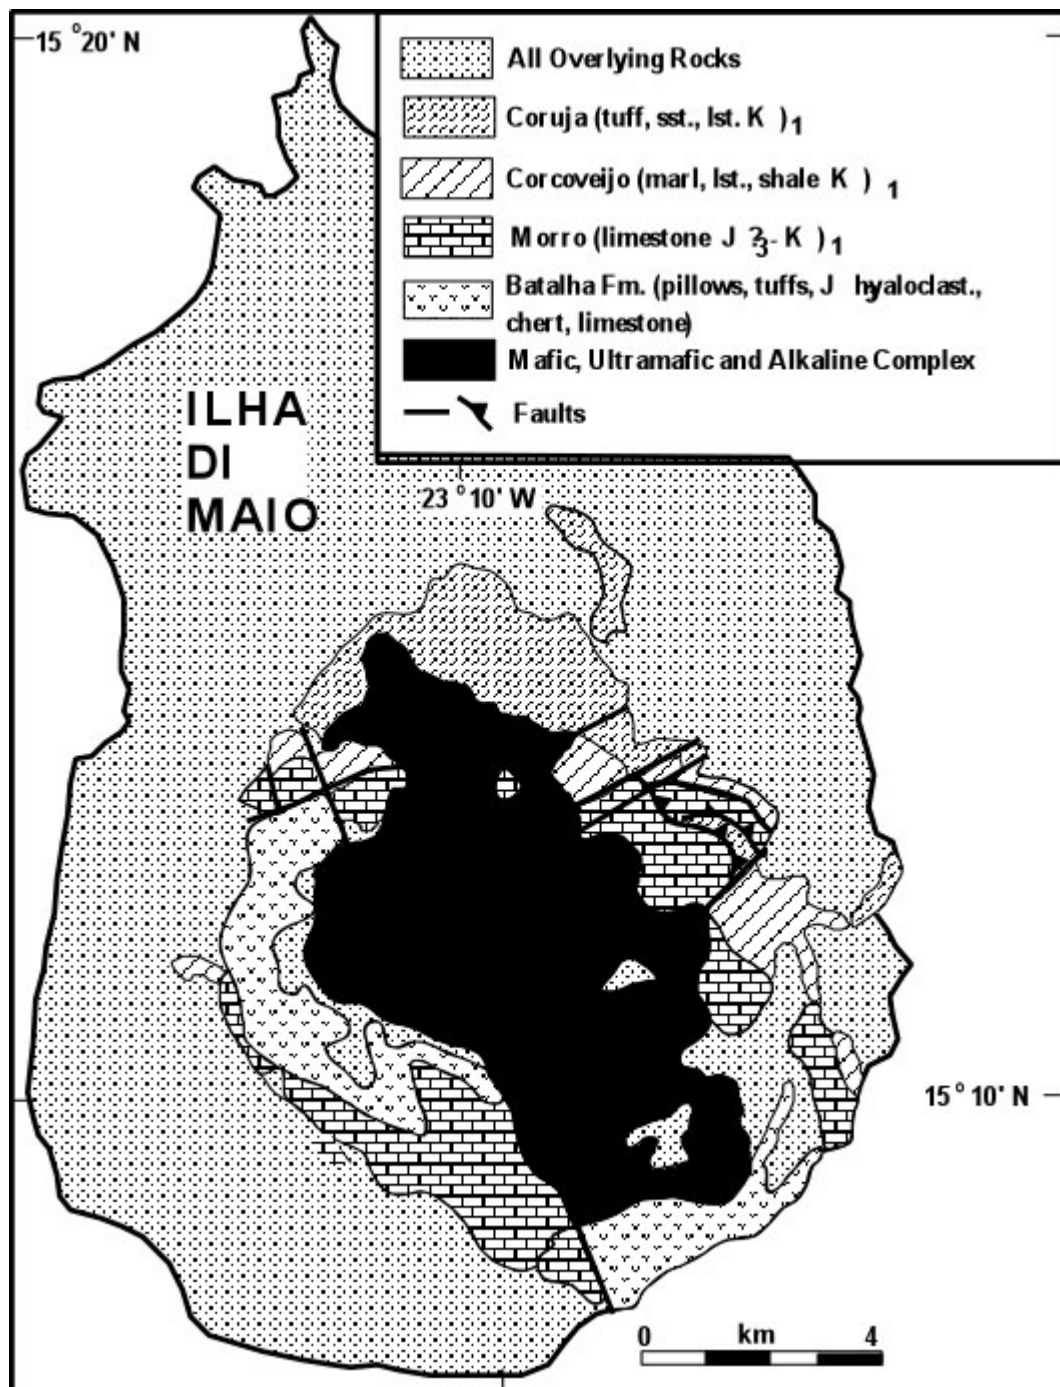 15 °20' N
All Overlying Rocks
Coruja (tuff, sst., lst. K )₁
Corcoveijo (marl, lst., shale K ) ₁
Morro (limestone J ?₃- K )₁
Batalha Fm. (pillows, tuffs, J hyaloclast.,
chert, limestone)
Mafic, Ultramafic and Alkaline Complex
Faults
ILHA
DI
MAIO
23 °10' W
15 °10' N
0 km 4